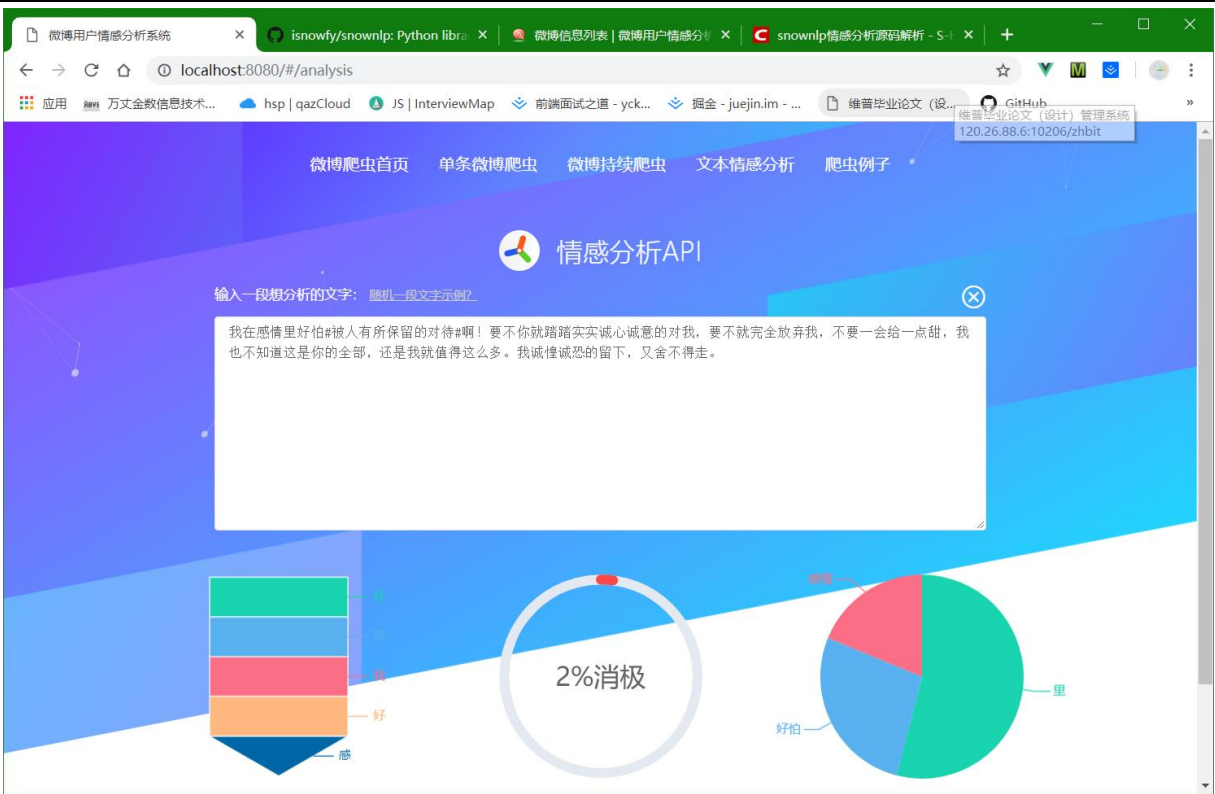 微博用户情感分析系统
isnowfy/snownlp: Python libra
微博信息列表 | 微博用户情感分
snownlp情感分析源码解析 - S-
localhost:8080/#/analysis
应用
万丈金数信息技术...
hsp | qazCloud
JS | InterviewMap
前端面试之道 - yck...
掘金 - juejin.im - ...
维普毕业论文（设...
GitHub
»
维普毕业论文（设计）管理系统
120.26.88.6:10206/zhbit
微博爬虫首页
单条微博爬虫
微博持续爬虫
文本情感分析
爬虫例子
情感分析API
输入一段想分析的文字： 随机一段文字示例？
我在感情里好怕#被人有所保留的对待#啊！要不你就踏踏实实诚心诚意的对我，要不就完全放弃我，不要一会给一点甜，我
也不知道这是你的全部，还是我就值得这么多。我诚惶诚恐的留下，又舍不得走。
里
好
感
2%消极
里
好怕